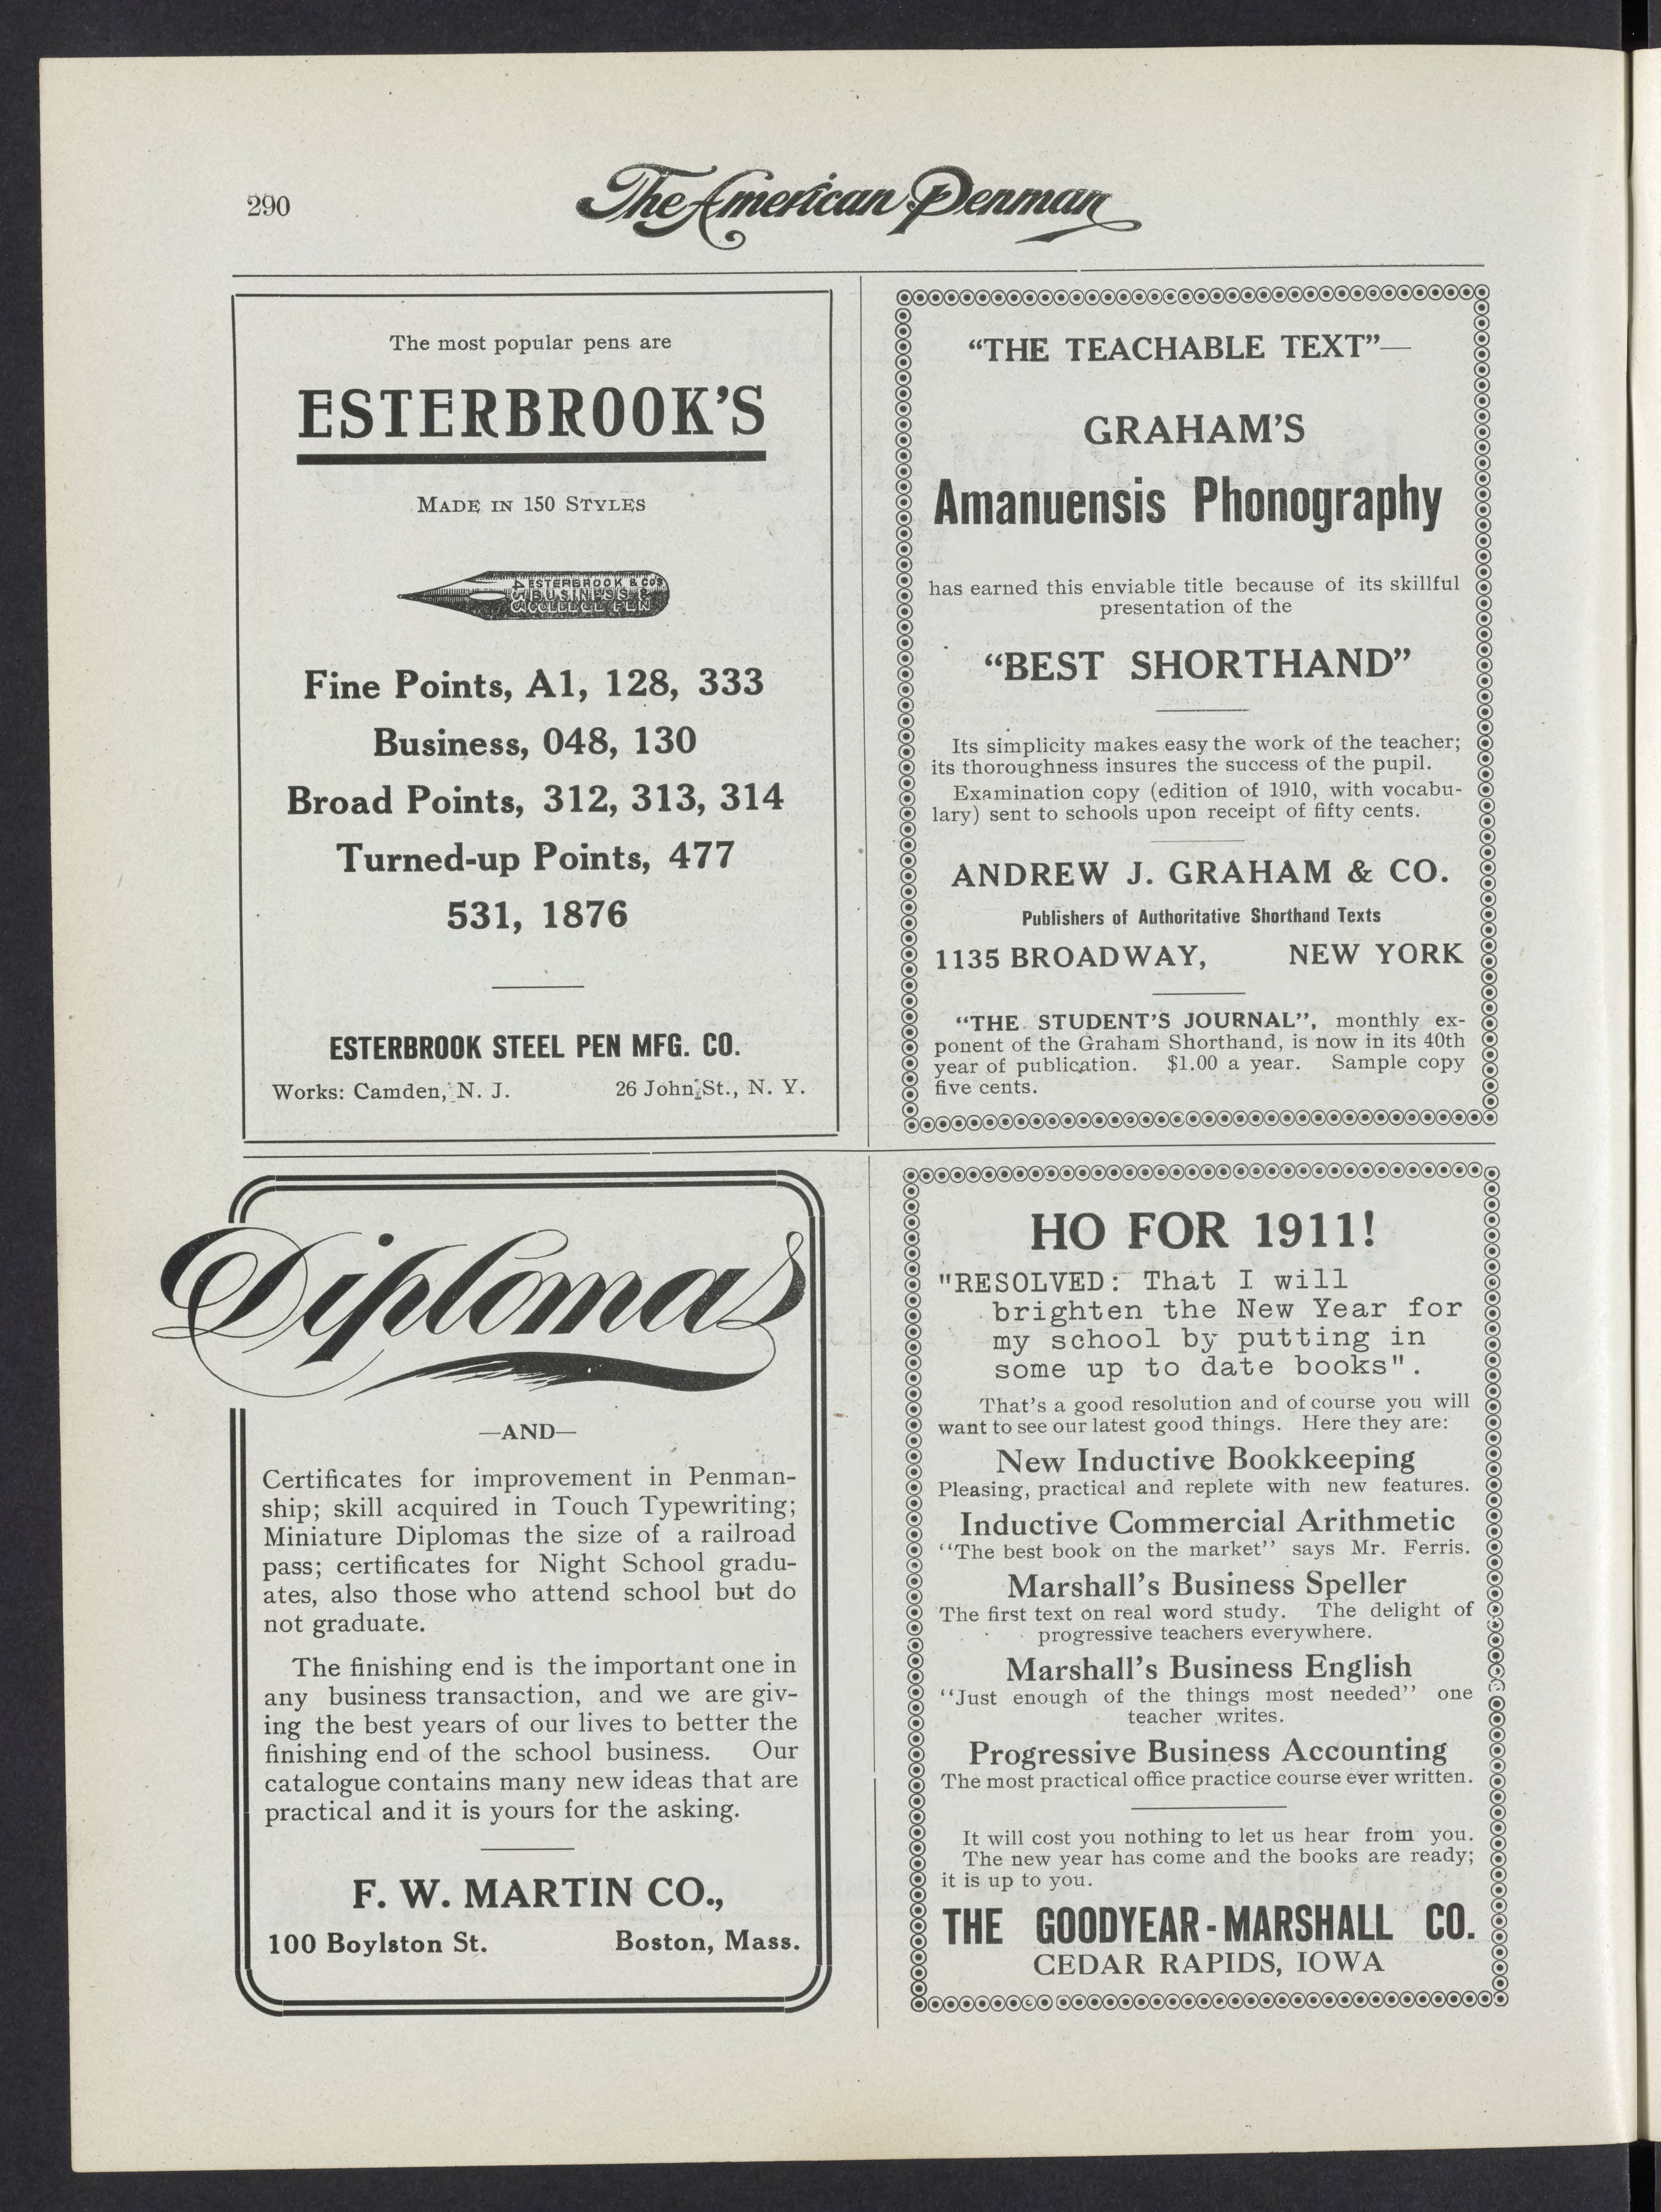 290
The American Penman
The most popular pens are
ESTERBROOK'S
MADE IN 150 STYLES
ESTERBROOK & CO'S
BUSINESS &
COLLEGE PEN
Fine Points, A1, 128, 333
Business, 048, 130
Broad Points, 312, 313, 314
Turned-up Points, 477
531, 1876
ESTERBROOK STEEL PEN MFG. CO.
Works: Camden, N. J. 26 John St., N. Y.
"THE TEACHABLE TEXT"—
GRAHAM'S
Amanuensis Phonography
has earned this enviable title because of its skillful
presentation of the
"BEST SHORTHAND"
Its simplicity makes easy the work of the teacher;
its thoroughness insures the success of the pupil.
Examination copy (edition of 1910, with vocabu-
lary) sent to schools upon receipt of fifty cents.
ANDREW J. GRAHAM & CO.
Publishers of Authoritative Shorthand Texts
1135 BROADWAY, NEW YORK
"THE STUDENT'S JOURNAL", monthly ex-
ponent of the Graham Shorthand, is now in its 40th
year of publication. $1.00 a year. Sample copy
five cents.
Diplomas
—AND—
Certificates for improvement in Penman-
ship; skill acquired in Touch Typewriting;
Miniature Diplomas the size of a railroad
pass; certificates for Night School gradu-
ates, also those who attend school but do
not graduate.
The finishing end is the important one in
any business transaction, and we are giv-
ing the best years of our lives to better the
finishing end of the school business. Our
catalogue contains many new ideas that are
practical and it is yours for the asking.
F. W. MARTIN CO.,
100 Boylston St. Boston, Mass.
HO FOR 1911!
"RESOLVED: That I will
brighten the New Year for
my school by putting in
some up to date books".
That's a good resolution and of course you will
want to see our latest good things. Here they are:
New Inductive Bookkeeping
Pleasing, practical and replete with new features.
Inductive Commercial Arithmetic
"The best book on the market" says Mr. Ferris.
Marshall's Business Speller
The first text on real word study. The delight of
progressive teachers everywhere.
Marshall's Business English
"Just enough of the things most needed" one
teacher writes.
Progressive Business Accounting
The most practical office practice course ever written.
It will cost you nothing to let us hear from you.
The new year has come and the books are ready;
it is up to you.
THE GOODYEAR-MARSHALL CO.
CEDAR RAPIDS, IOWA